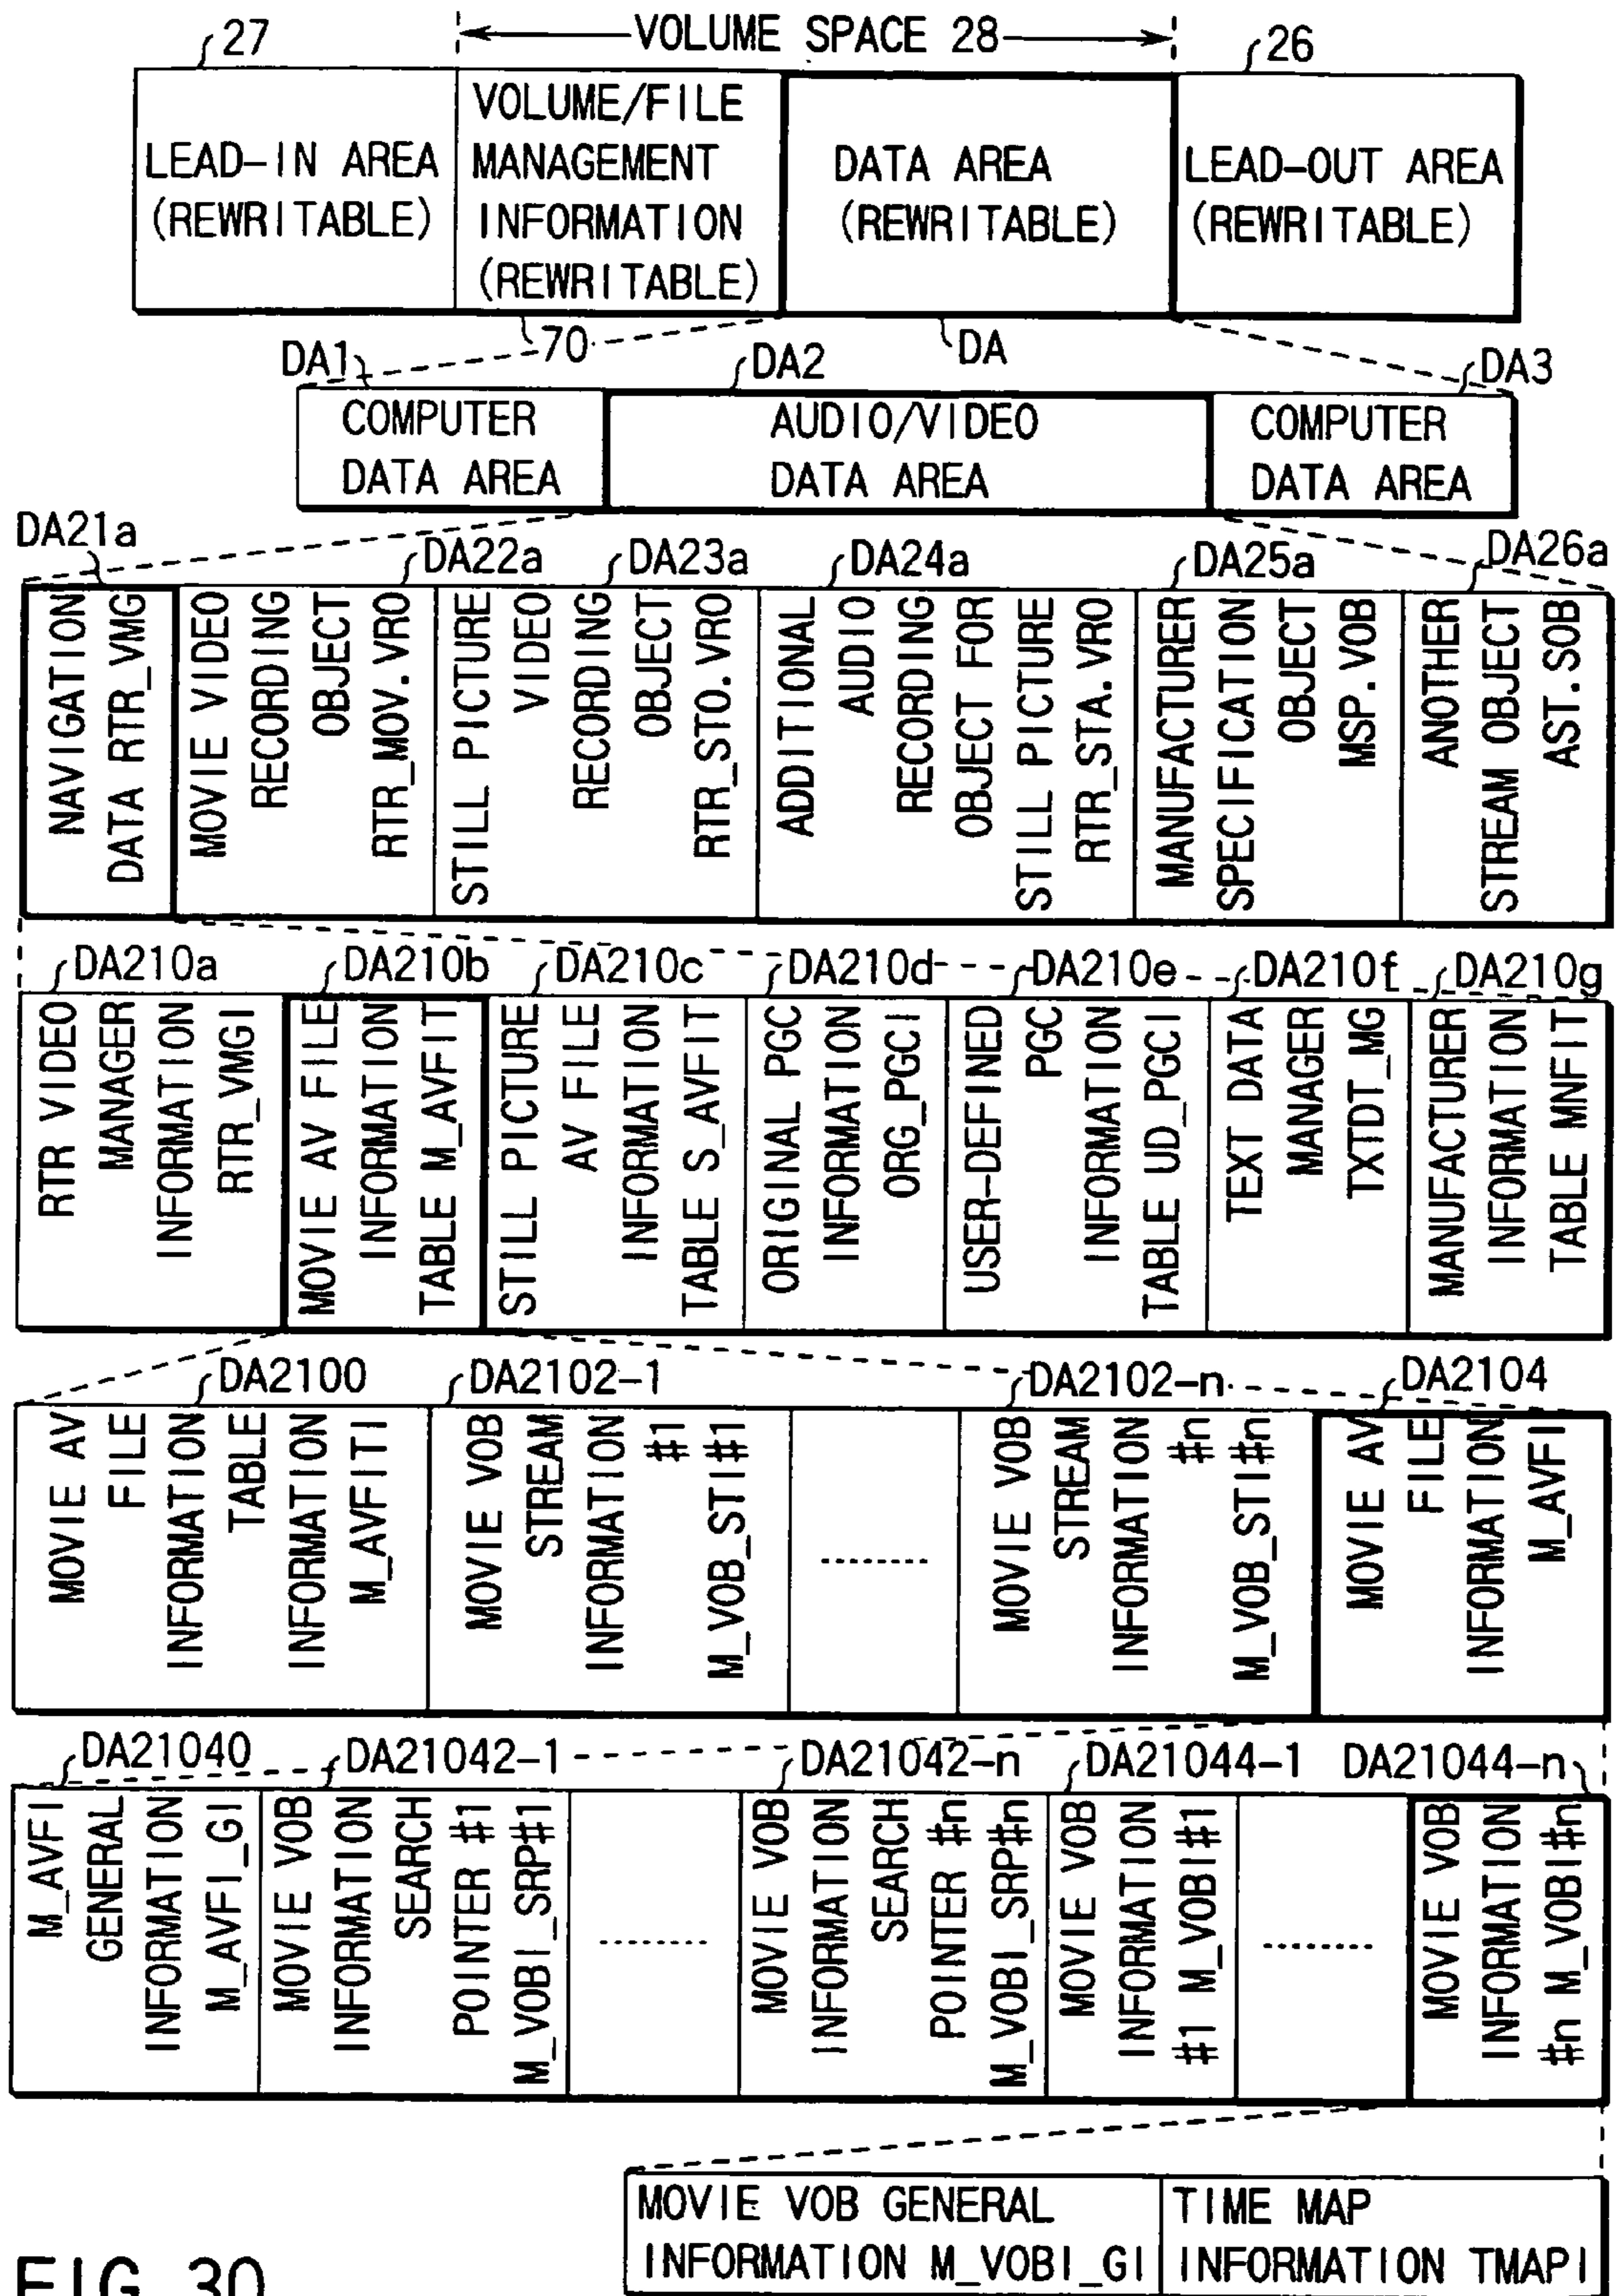 27
VOLUME SPACE 28
26
LEAD-IN AREA
(REWRITABLE)
VOLUME/FILE
MANAGEMENT
INFORMATION
(REWRITABLE)
DATA AREA
(REWRITABLE)
LEAD-OUT AREA
(REWRITABLE)
70
DA
DA1
DA2
DA3
COMPUTER
DATA AREA
AUDIO/VIDEO
DATA AREA
COMPUTER
DATA AREA
DA21a
DA22a
DA23a
DA24a
DA25a
DA26a
NAVIGATION
DATA RTR_VMG
MOVIE VIDEO
RECORDING
OBJECT
RTR_MOV.VRO
STILL PICTURE
VIDEO
RECORDING
OBJECT
RTR_STO.VRO
ADDITIONAL
AUDIO
RECORDING
OBJECT FOR
STILL PICTURE
RTR_STA.VRO
MANUFACTURER
SPECIFICATION
OBJECT
MSP.VOB
ANOTHER
STREAM OBJECT
AST.SOB
DA210a
DA210b
DA210c
DA210d
DA210e
DA210f
DA210g
RTR VIDEO
MANAGER
INFORMATION
RTR_VMGI
MOVIE AV FILE
INFORMATION
TABLE M_AVFIT
STILL PICTURE
AV FILE
INFORMATION
TABLE S_AVFIT
ORIGINAL PGC
INFORMATION
ORG_PGCI
USER-DEFINED
PGC
INFORMATION
TABLE UD_PGCI
TEXT DATA
MANAGER
TXTDT_MG
MANUFACTURER
INFORMATION
TABLE MNFIT
DA2100
DA2102-1
DA2102-n
DA2104
MOVIE AV
FILE
INFORMATION
TABLE
INFORMATION
M_AVFITI
MOVIE VOB
STREAM
INFORMATION
#1
M_VOB_STI#1
........
MOVIE VOB
STREAM
INFORMATION
#n
M_VOB_STI#n
MOVIE AV
FILE
INFORMATION
M_AVFI
DA21040
DA21042-1
DA21042-n
DA21044-1
DA21044-n
M_AVFI
GENERAL
INFORMATION
M_AVFI_GI
MOVIE VOB
INFORMATION
SEARCH
POINTER #1
M_VOBI_SRP#1
........
MOVIE VOB
INFORMATION
SEARCH
POINTER #n
M_VOBI_SRP#n
MOVIE VOB
INFORMATION
#1 M_VOBI#1
........
MOVIE VOB
INFORMATION
#n M_VOBI#n
MOVIE VOB GENERAL
INFORMATION M_VOBI_GI
TIME MAP
INFORMATION TMAPI
FIG. 30